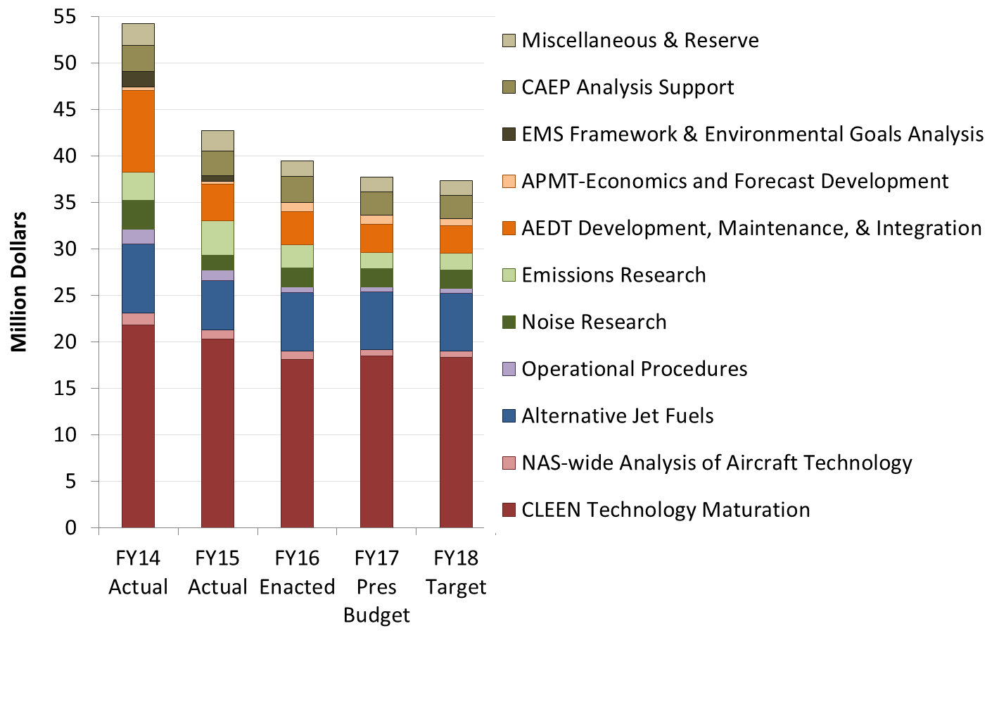 55
50
45
40
35
30
25
20
15
10
5
0
Million Dollars
FY14 Actual
FY15 Actual
FY16 Enacted
FY17 Pres Budget
FY18 Target
Miscellaneous & Reserve
CAEP Analysis Support
EMS Framework & Environmental Goals Analysis
APMT-Economics and Forecast Development
AEDT Development, Maintenance, & Integration
Emissions Research
Noise Research
Operational Procedures
Alternative Jet Fuels
NAS-wide Analysis of Aircraft Technology
CLEEN Technology Maturation